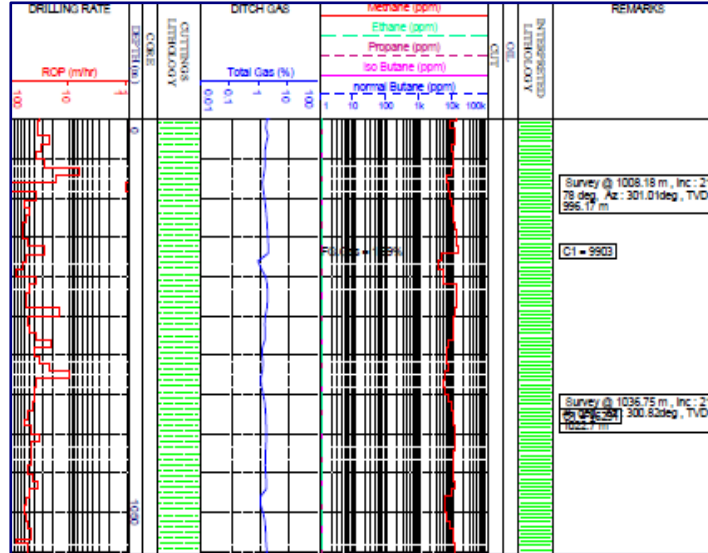 DRILLING RATE
ROP (m/hr)
100
10
1
DEPTH (m)
CORE
CUTTINGS
LITHOLOGY
DITCH GAS
Total Gas (%)
0.01
0.1
1
10
100
Methane (ppm)
Ethane (ppm)
Propane (ppm)
Iso Butane (ppm)
normal Butane (ppm)
1 10 100 1k 10k 100k
OIL
CUT
INTERPRETED
LITHOLOGY
REMARKS
0
Survey @ 1008.18 m , Inc : 21
78 deg, Az : 301.01deg , TVD
996.17 m
C1 = 9903
Survey @ 1036.75 m , Inc : 21
300.82deg , TVD
1022.7 m